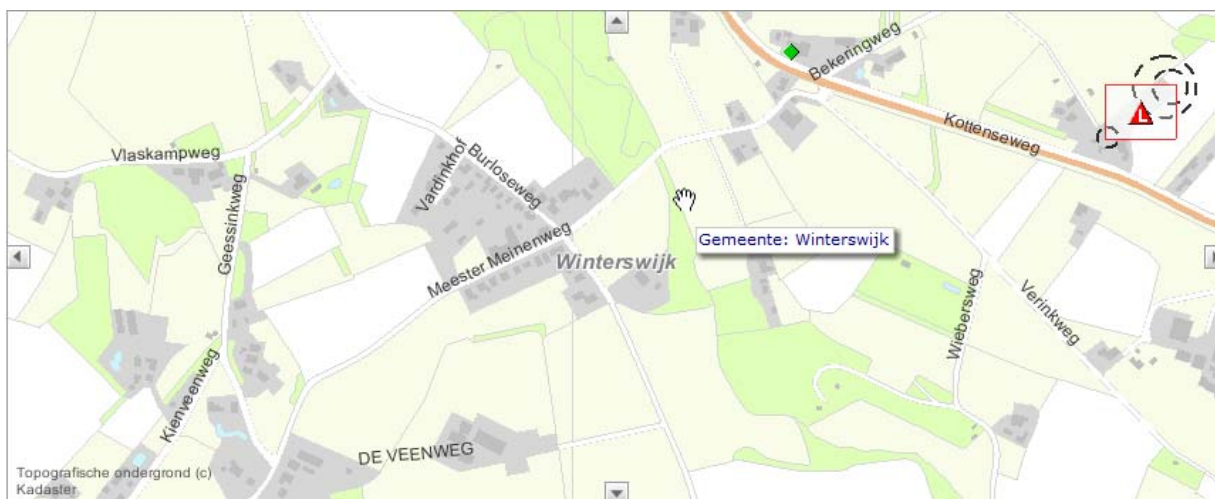 Bekeringweg
Kottenseweg
L
Vlaskampweg
Vardinkhof
Burloseweg
Geessinkweg
Meester Meinenweg
Gemeente: Winterswijk
Winterswijk
Wiebersweg
Verinkweg
Kienveenweg
DE VEENWEG
Topografische ondergrond (c)
Kadaster